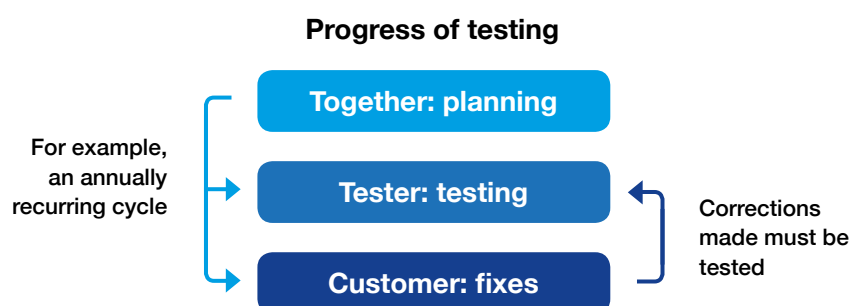 Progress of testing
Together: planning
For example,
an annually
recurring cycle
Tester: testing
Corrections
made must be
tested
Customer: fixes